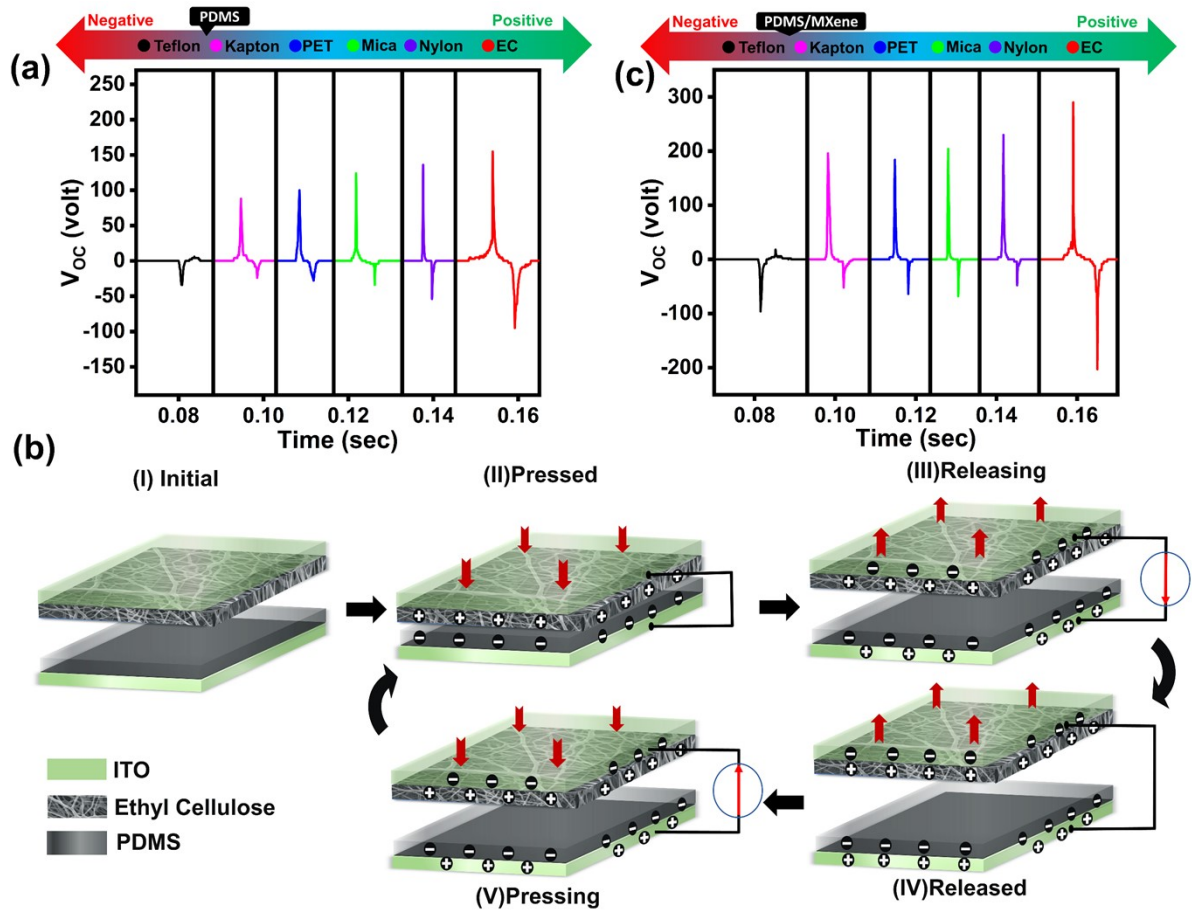 Negative
PDMS
Positive
Teflon Kapton PET Mica Nylon EC
(a)
250
200
150
100
50
0
-50
-100
-150
V_OC (volt)
0.08 0.10 0.12 0.14 0.16
Time (sec)
Negative
PDMS/MXene
Positive
Teflon Kapton PET Mica Nylon EC
(c)
300
200
100
0
-100
-200
V_OC (volt)
0.08 0.10 0.12 0.14 0.16
Time (sec)
(b)
(I) Initial
(II)Pressed
(III)Releasing
ITO
Ethyl Cellulose
PDMS
(V)Pressing
(IV)Released